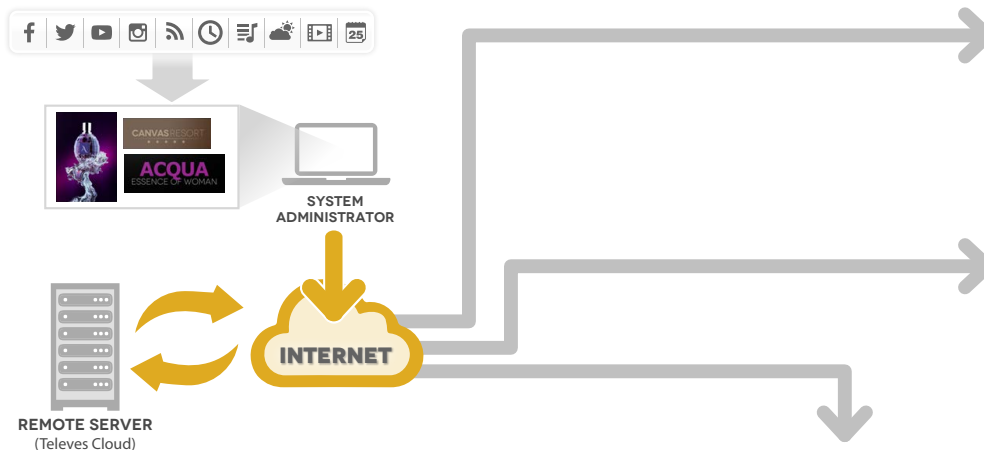 25
CANVASRESORT
ACQUA
ESSENCE OF WOMAN
SYSTEM
ADMINISTRATOR
INTERNET
REMOTE SERVER
(Televes Cloud)